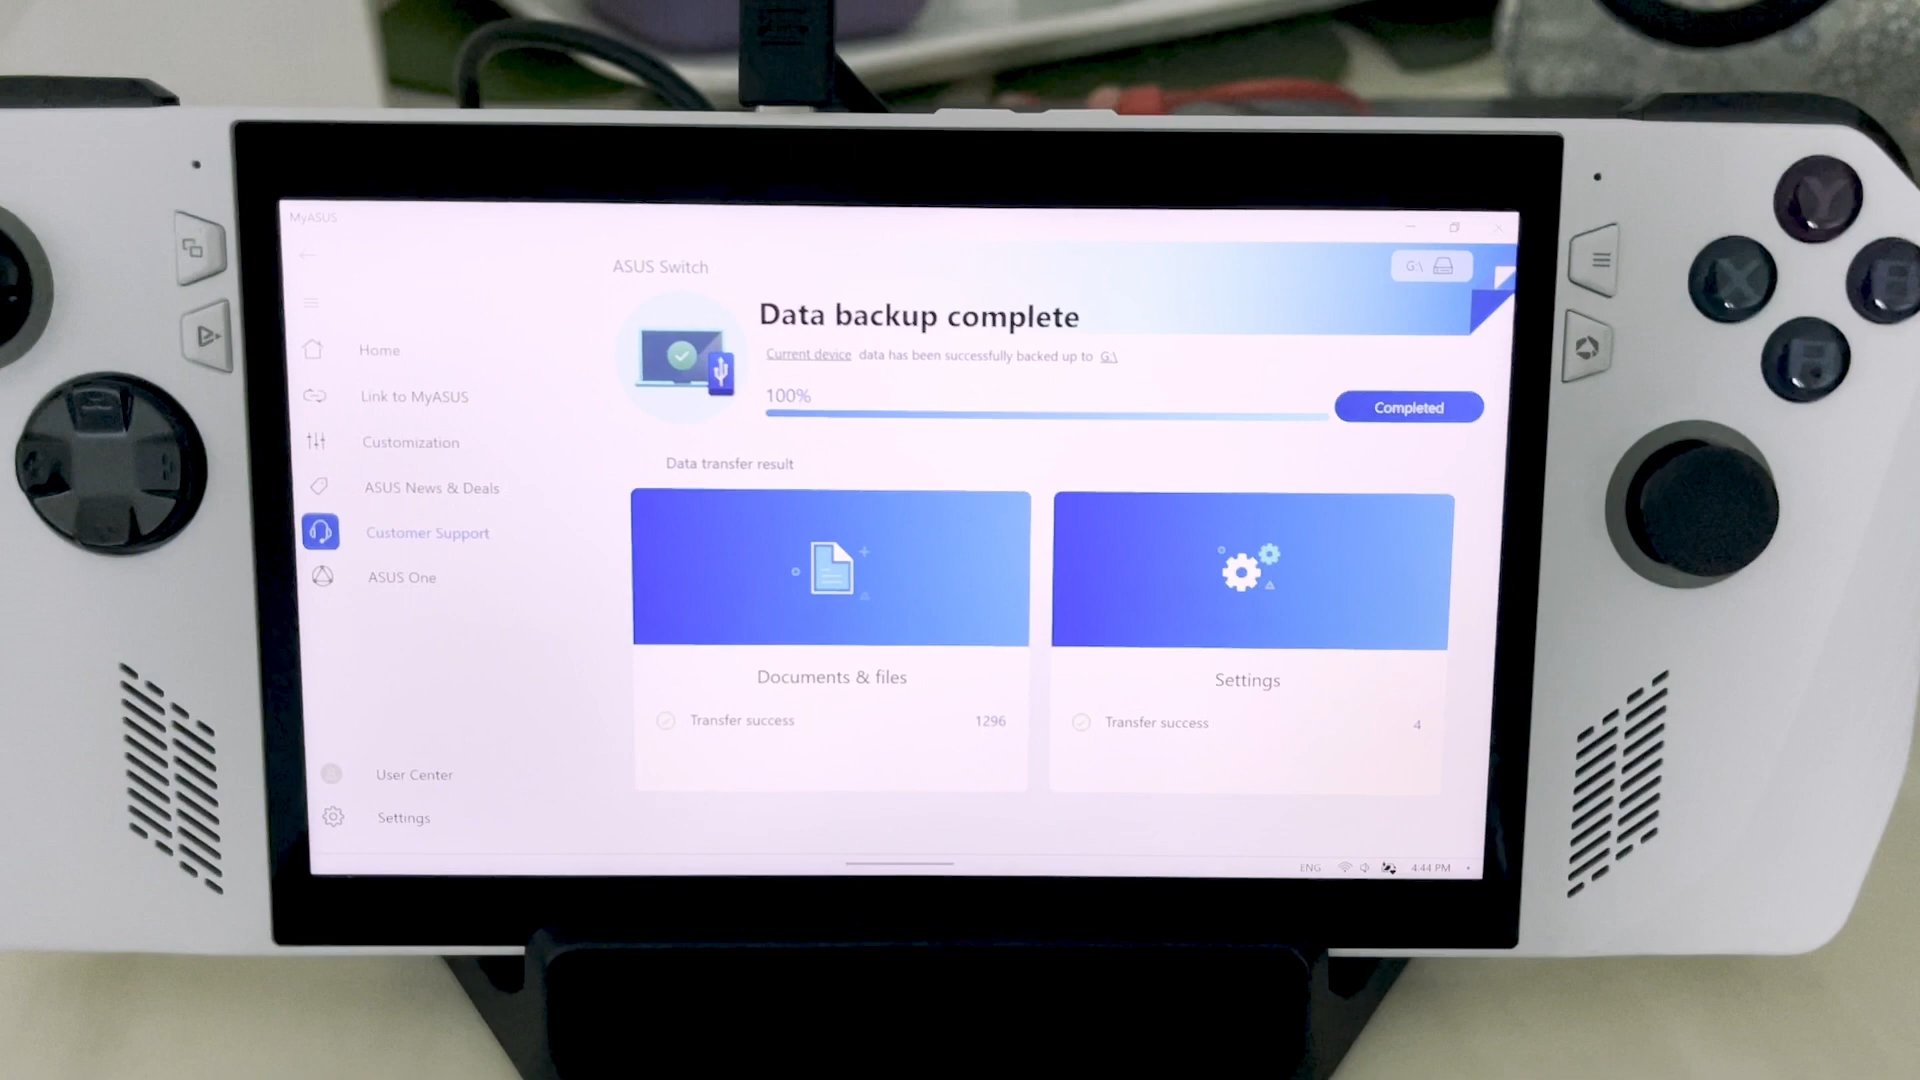 MyASUS
ASUS Switch
G:\
Data backup complete
Current device data has been successfully backed up to G:\
100%
Completed
Home
Link to MyASUS
Customization
ASUS News & Deals
Customer Support
ASUS One
User Center
Settings
Data transfer result
Documents & files
Transfer success 1296
Settings
Transfer success 4
ENG 4:44 PM
Y
X
B